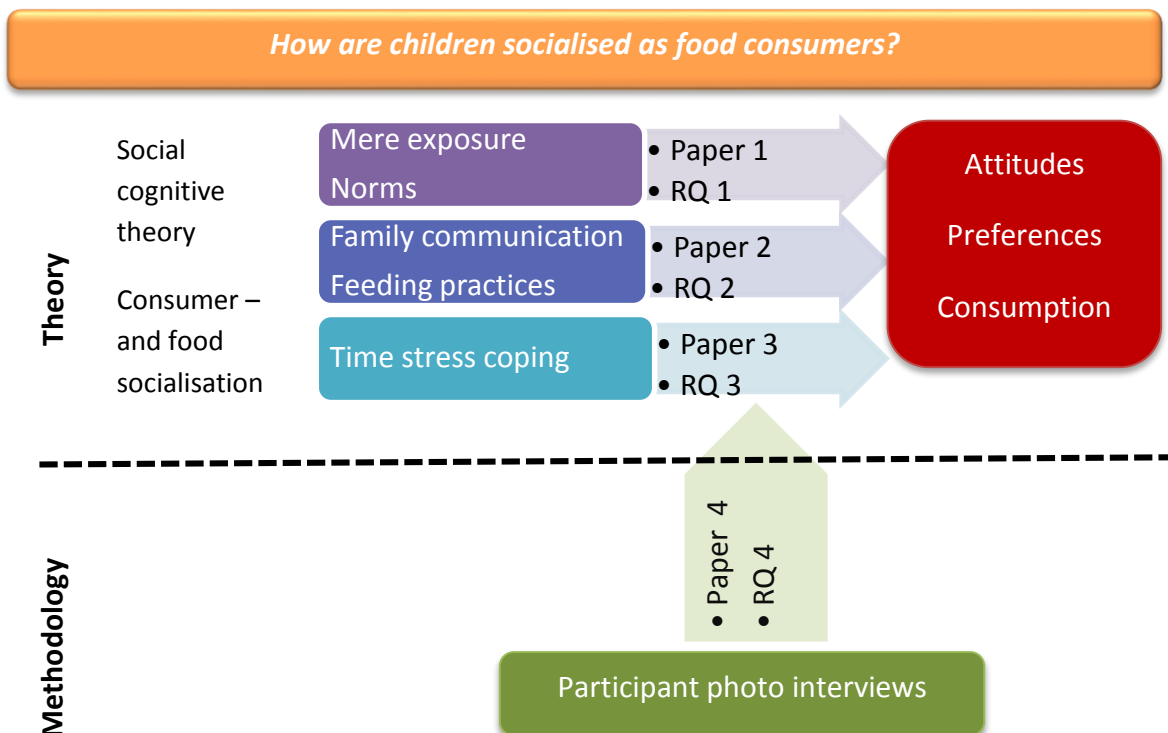 How are children socialised as food consumers?
Theory
Social
cognitive
theory
Consumer –
and food
socialisation
Mere exposure
Norms
• Paper 1
• RQ 1
Family communication
Feeding practices
• Paper 2
• RQ 2
Time stress coping
• Paper 3
• RQ 3
Attitudes
Preferences
Consumption
Methodology
• Paper 4
• RQ 4
Participant photo interviews